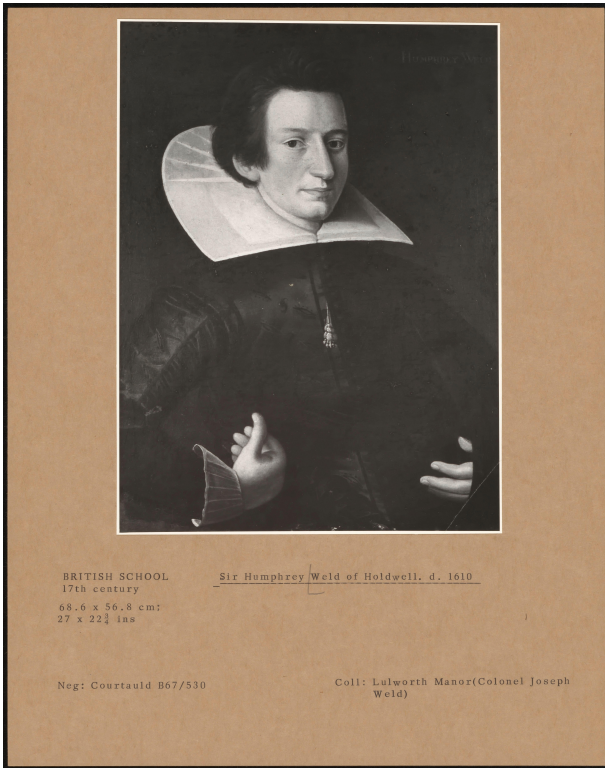 BRITISH SCHOOL
17th century
68.6 x 56.8 cm:
27 x 22¾ ins
Sir Humphrey Weld of Holdwell. d. 1610
Neg: Courtauld B67/530
Coll: Lulworth Manor(Colonel Joseph
Weld)